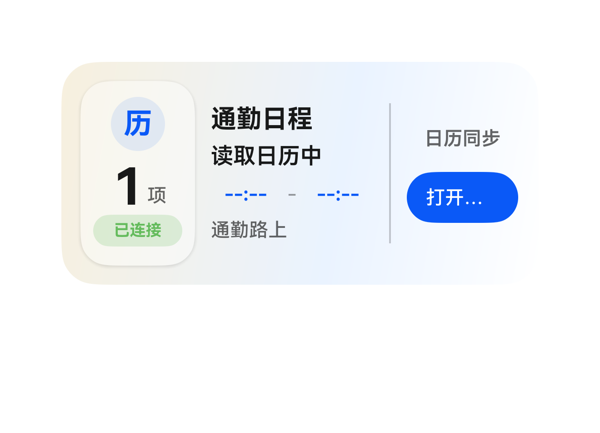 历
1 项
已连接
通勤日程
读取日历中
--:-- – --:--
通勤路上
日历同步
打开...